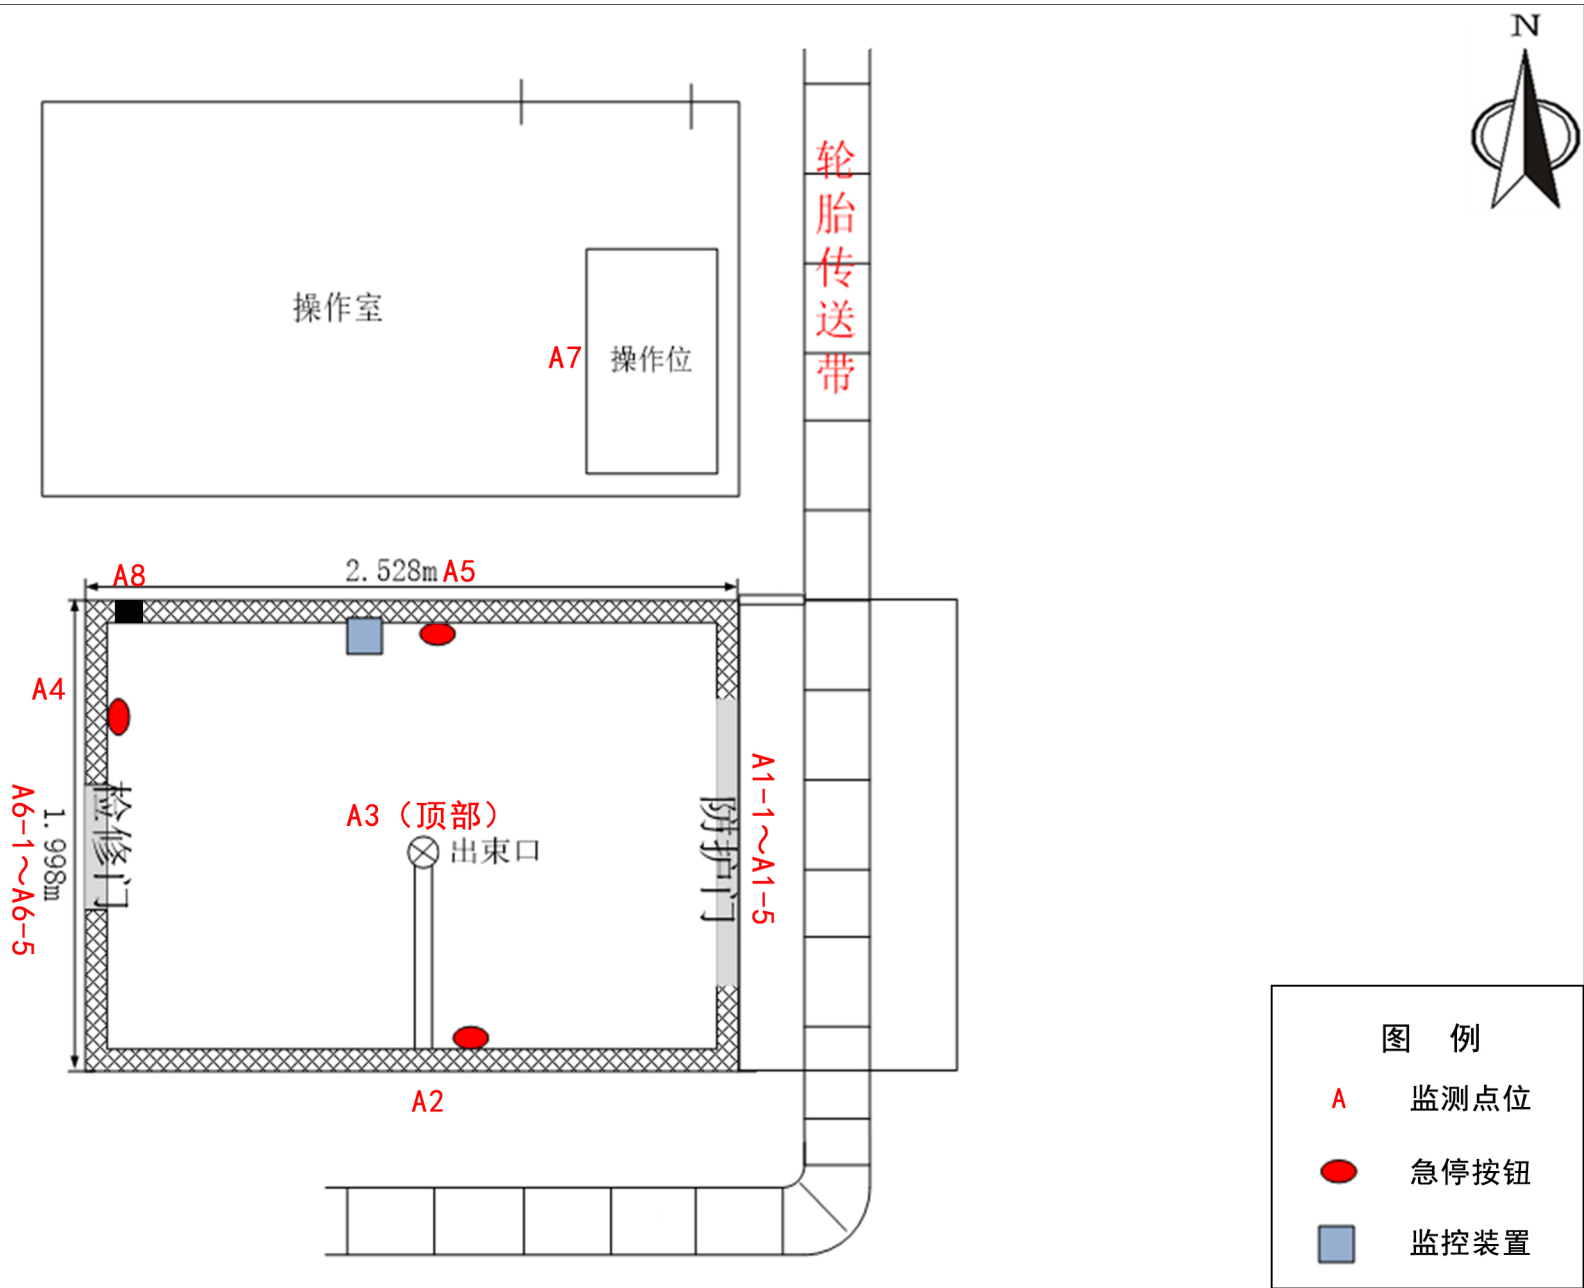 N
轮胎传送带
操作室
A7
操作位
A8
2.528m
A5
A4
A6-1～A6-5
1.998m
检修门
A3（顶部）
出束口
防护门
A1-1～A1-5
A2
图 例
A 监测点位
急停按钮
监控装置